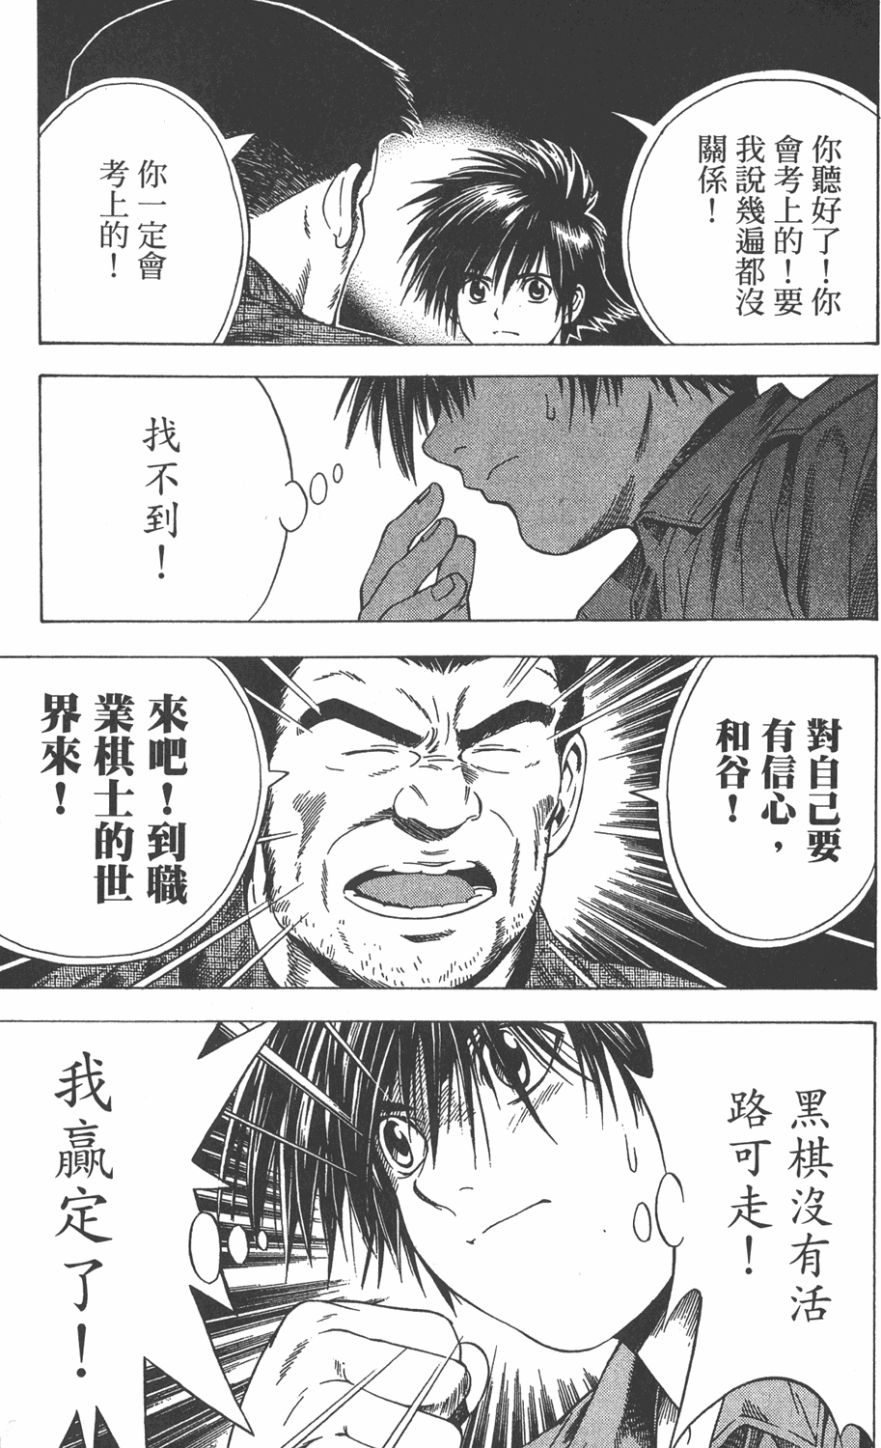 你聽好了！你
會考上的！要
我說幾遍都沒
關係！
你一定會
考上的！
找不到！
對自己要
有信心，
和谷！
來吧！到職
業棋士的世
界來！
黑棋沒有活
路可走！
我贏定了！